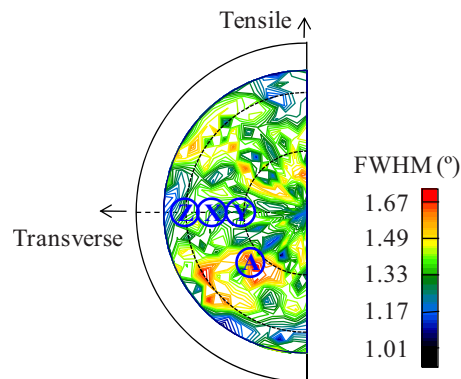 Tensile
FWHM (º)
1.67
1.49
1.33
1.17
1.01
Z X Y
Transverse
A